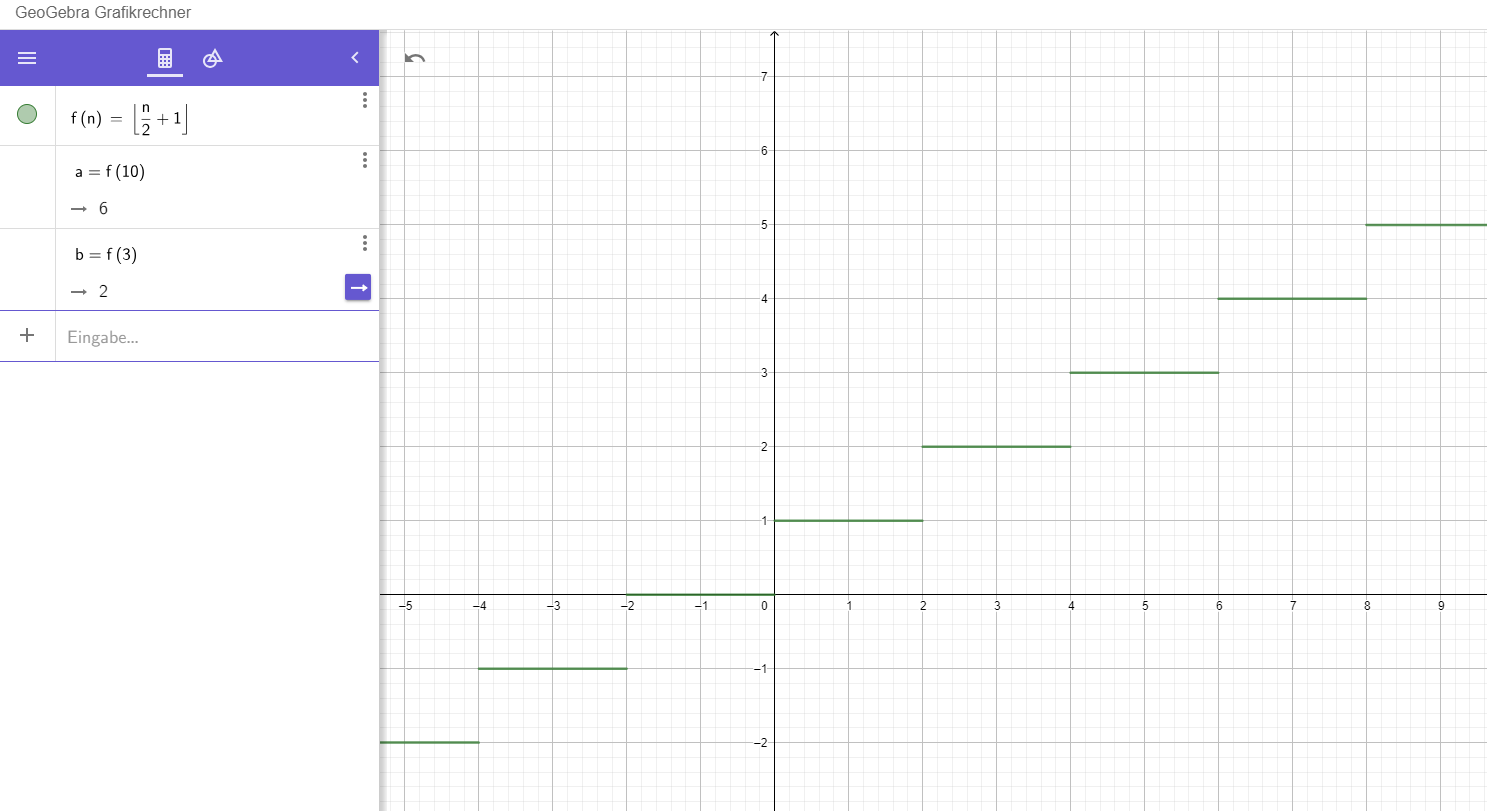 GeoGebra Grafikrechner
f(n) = ⌊n/2 + 1⌋
a = f(10)
→ 6
b = f(3)
→ 2
Eingabe...
7
6
5
4
3
2
1
–5 –4 –3 –2 –1 0 1 2 3 4 5 6 7 8 9
–1
–2